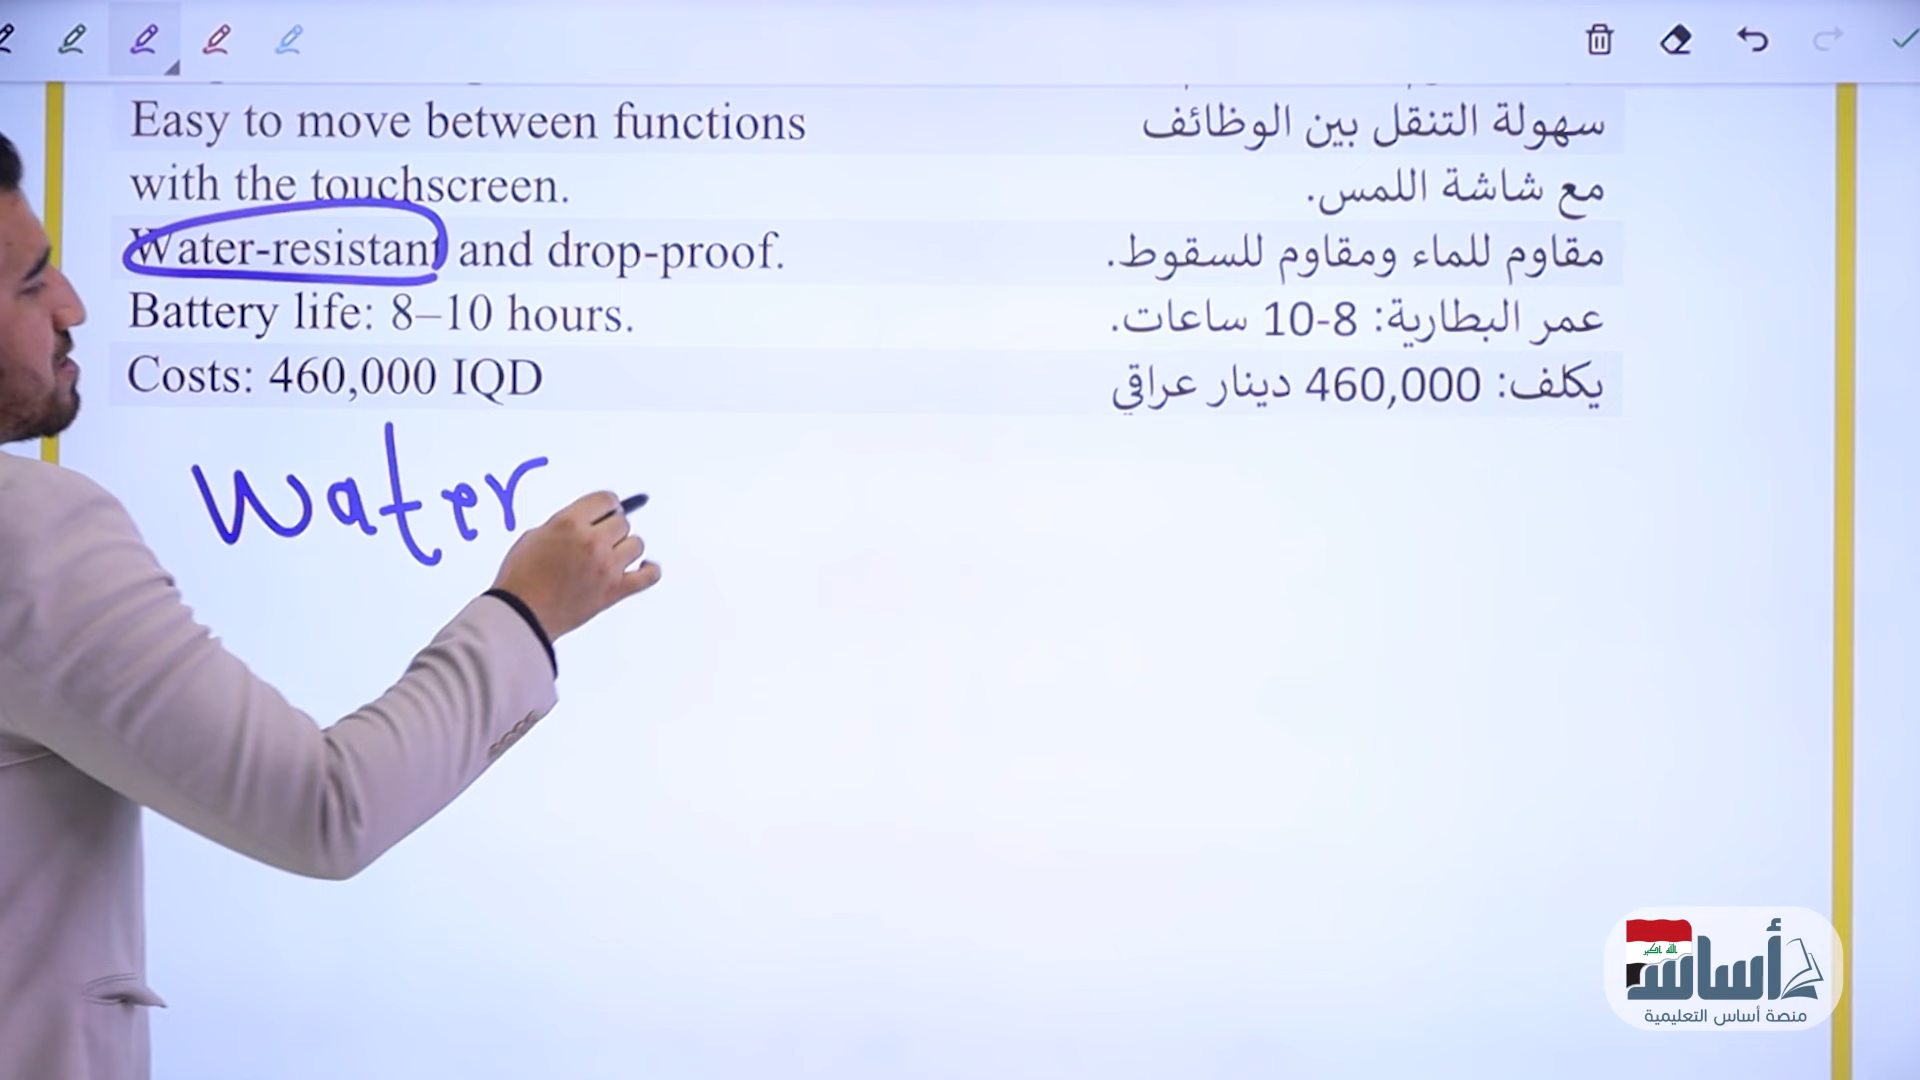 Easy to move between functions
with the touchscreen.
Water-resistant and drop-proof.
Battery life: 8–10 hours.
Costs: 460,000 IQD
سهولة التنقل بين الوظائف
مع شاشة اللمس.
مقاوم للماء ومقاوم للسقوط.
عمر البطارية: 8-10 ساعات.
يكلف: 460,000 دينار عراقي
Water
أساس
منصة أساس التعليمية